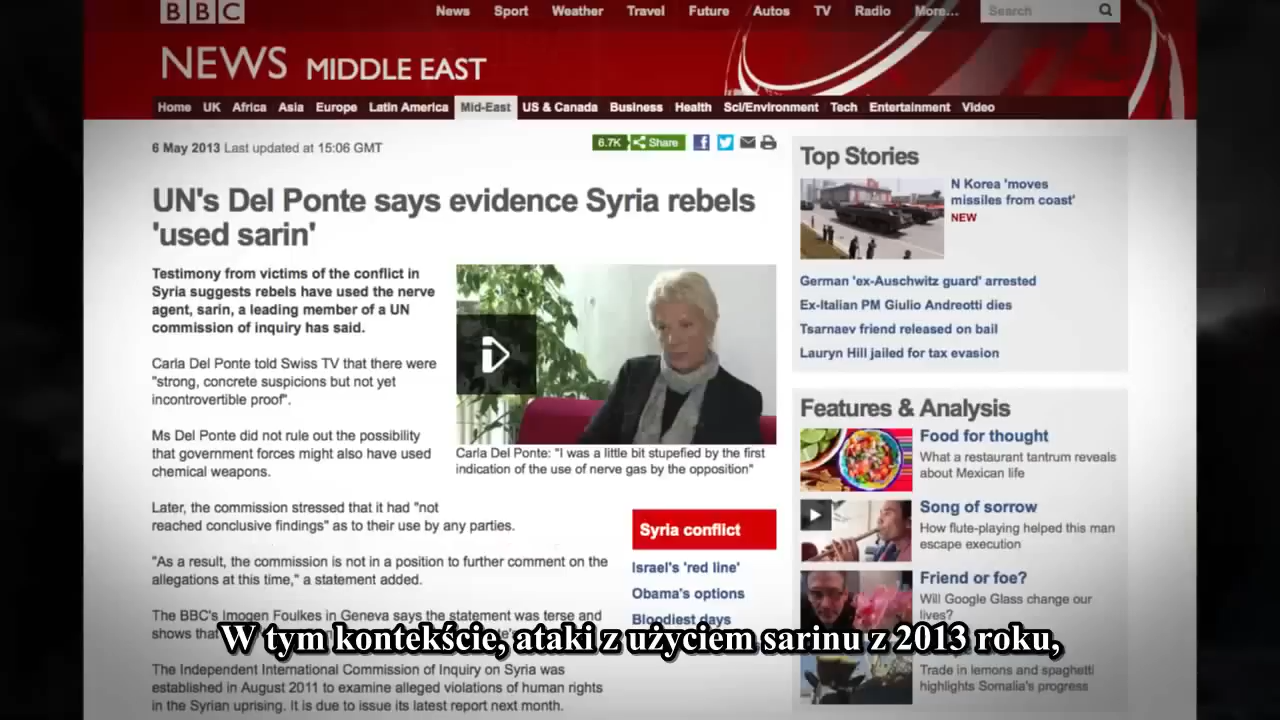 BBC
News Sport Weather Travel Future Autos TV Radio More...
Search
NEWS MIDDLE EAST
Home UK Africa Asia Europe Latin America Mid-East US & Canada Business Health Sci/Environment Tech Entertainment Video
6 May 2013 Last updated at 15:06 GMT
6.7K Share
UN's Del Ponte says evidence Syria rebels
'used sarin'
Testimony from victims of the conflict in
Syria suggests rebels have used the nerve
agent, sarin, a leading member of a UN
commission of inquiry has said.
Carla Del Ponte told Swiss TV that there were
"strong, concrete suspicions but not yet
incontrovertible proof".
Ms Del Ponte did not rule out the possibility
that government forces might also have used
chemical weapons.
Carla Del Ponte: "I was a little bit stupefied by the first
indication of the use of nerve gas by the opposition"
Later, the commission stressed that it had "not
reached conclusive findings" as to their use by any parties.
"As a result, the commission is not in a position to further comment on the
allegations at this time," a statement added.
The BBC's Imogen Foulkes in Geneva says the statement was terse and
shows that
The Independent International Commission of Inquiry on Syria was
established in August 2011 to examine alleged violations of human rights
in the Syrian uprising. It is due to issue its latest report next month.
Syria conflict
Israel's 'red line'
Obama's options
Bloodiest days
Top Stories
N Korea 'moves
missiles from coast'
NEW
German 'ex-Auschwitz guard' arrested
Ex-Italian PM Giulio Andreotti dies
Tsarnaev friend released on bail
Lauryn Hill jailed for tax evasion
Features & Analysis
Food for thought
What a restaurant tantrum reveals
about Mexican life
Song of sorrow
How flute-playing helped this man
escape execution
Friend or foe?
Will Google Glass change our
lives?
Trade in lemons and spaghetti
highlights Somalia's progress
W tym kontekście, ataki z użyciem sarinu z 2013 roku,